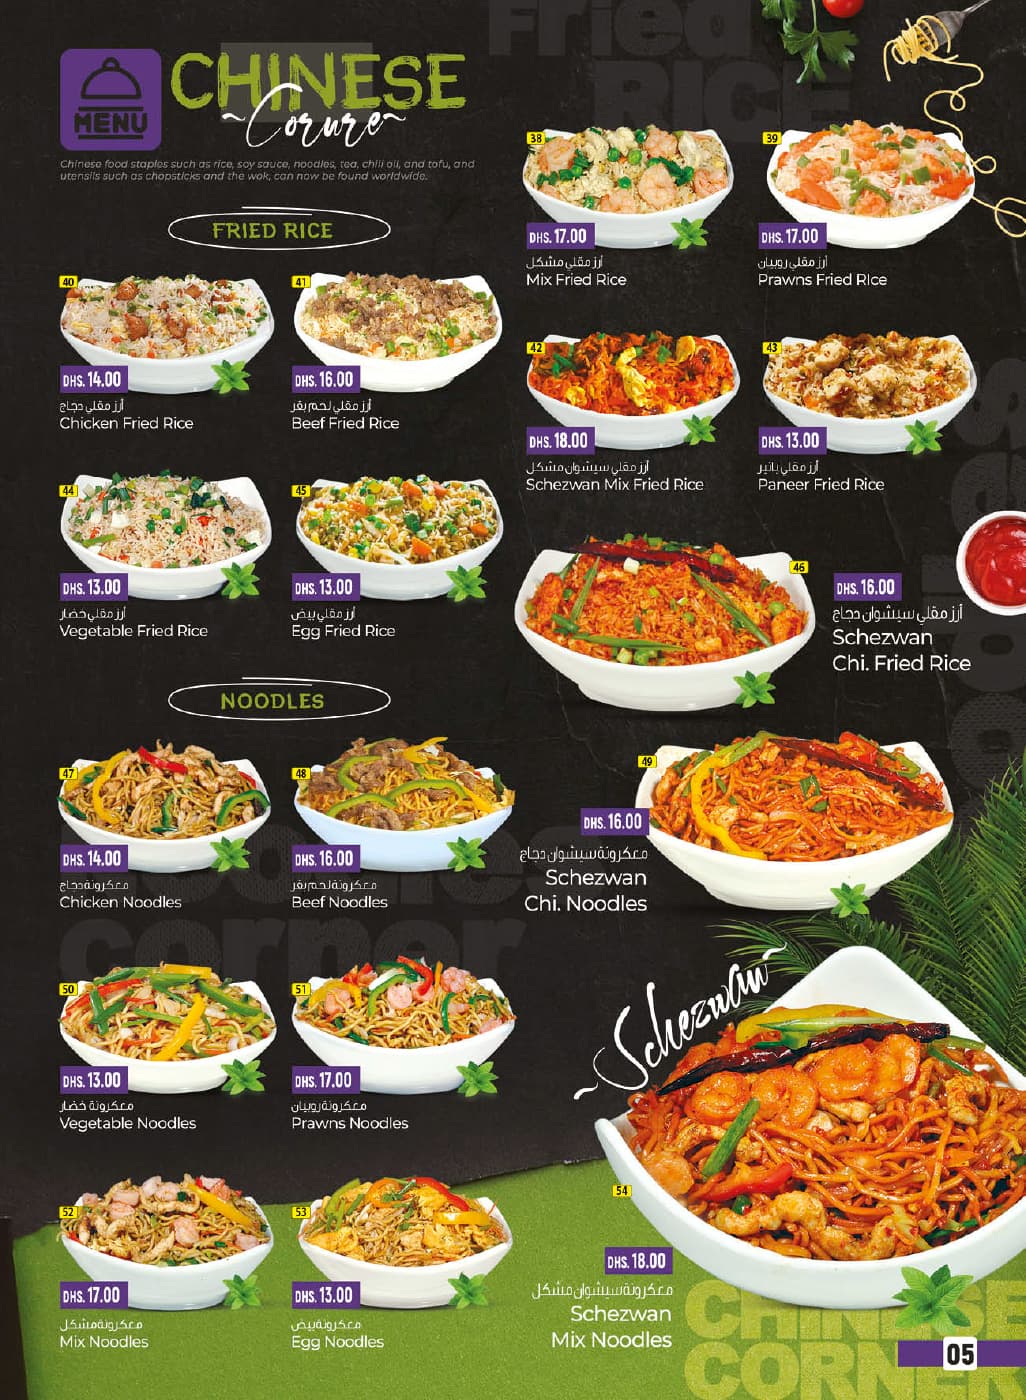 MENU
CHINESE
~Corure~
Chinese food staples such as rice, soy sauce, noodles, tea, chili oil, and tofu, and
utensils such as chopsticks and the wok, can now be found worldwide.
Fried
RICE
38
DHS. 17.00
أرز مقلي مشكل
Mix Fried RIce
39
DHS. 17.00
أرز مقلي روبيان
Prawns Fried RIce
FRIED RICE
40
DHS. 14.00
أرز مقلي دجاج
Chicken Fried Rice
41
DHS. 16.00
أرز مقلي لحم بقر
Beef Fried Rice
42
DHS. 18.00
أرز مقلي سيشوان مشكل
Schezwan Mix Fried Rice
43
DHS. 13.00
أرز مقلي بانير
Paneer Fried Rice
44
DHS. 13.00
أرز مقلي خضار
Vegetable Fried Rice
45
DHS. 13.00
أرز مقلي بيض
Egg Fried Rice
46
DHS. 16.00
أرز مقلي سيشوان دجاج
Schezwan
Chi. Fried Rice
NOODLES
47
DHS. 14.00
معكرونة دجاج
Chicken Noodles
48
DHS. 16.00
معكرونة لحم بقر
Beef Noodles
49
DHS. 16.00
معكرونة سيشوان دجاج
Schezwan
Chi. Noodles
Noodles
corner
50
DHS. 13.00
معكرونة خضار
Vegetable Noodles
51
DHS. 17.00
معكرونة روبيان
Prawns Noodles
~Schezwan~
52
DHS. 17.00
معكرونة مشكل
Mix Noodles
53
DHS. 13.00
معكرونة بيض
Egg Noodles
54
DHS. 18.00
معكرونة سيشوان مشكل
Schezwan
Mix Noodles
CHINESE
CORNER
05